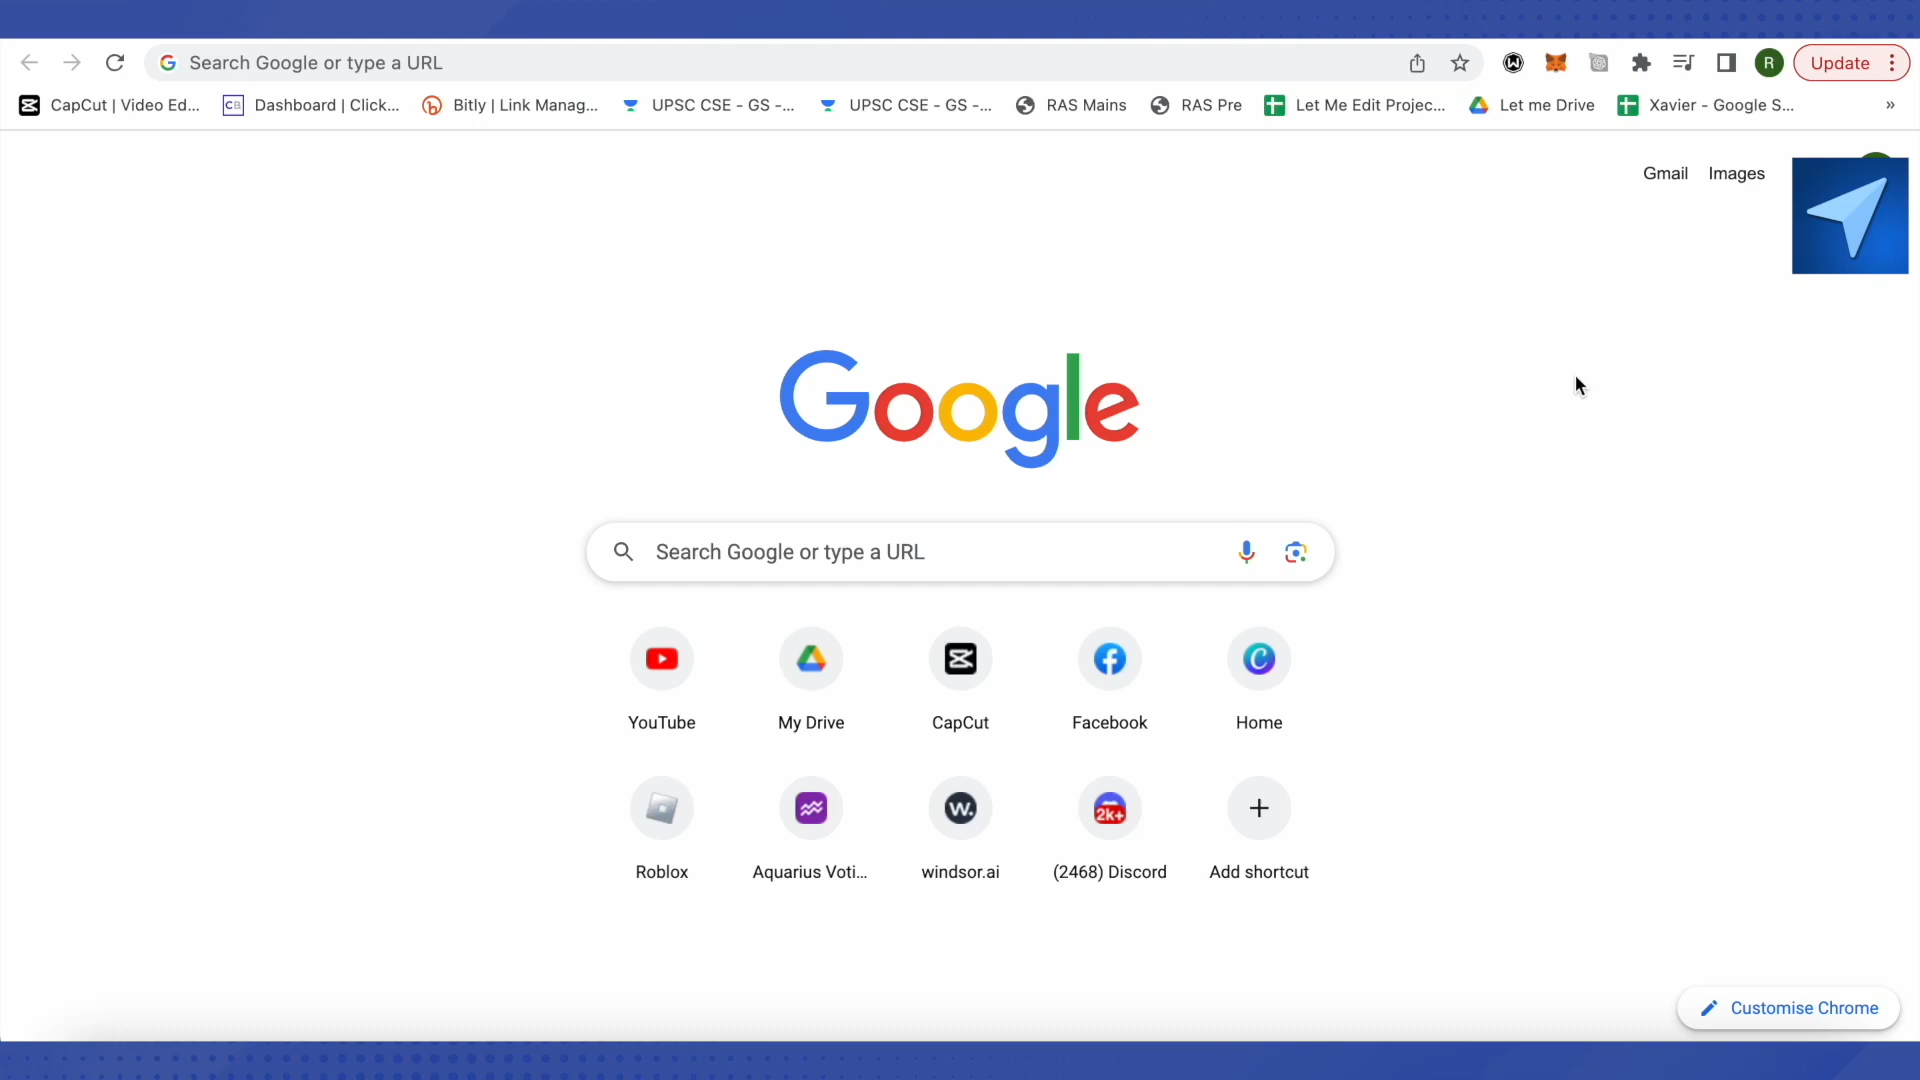 Search Google or type a URL
R
Update
CapCut | Video Ed...
CB
Dashboard | Click...
Bitly | Link Manag...
UPSC CSE - GS -...
UPSC CSE - GS -...
RAS Mains
RAS Pre
Let Me Edit Projec...
Let me Drive
Xavier - Google S...
»
Gmail
Images
Google
Search Google or type a URL
YouTube
My Drive
CapCut
Facebook
Home
w.
2k+
Roblox
Aquarius Voti...
windsor.ai
(2468) Discord
Add shortcut
Customise Chrome